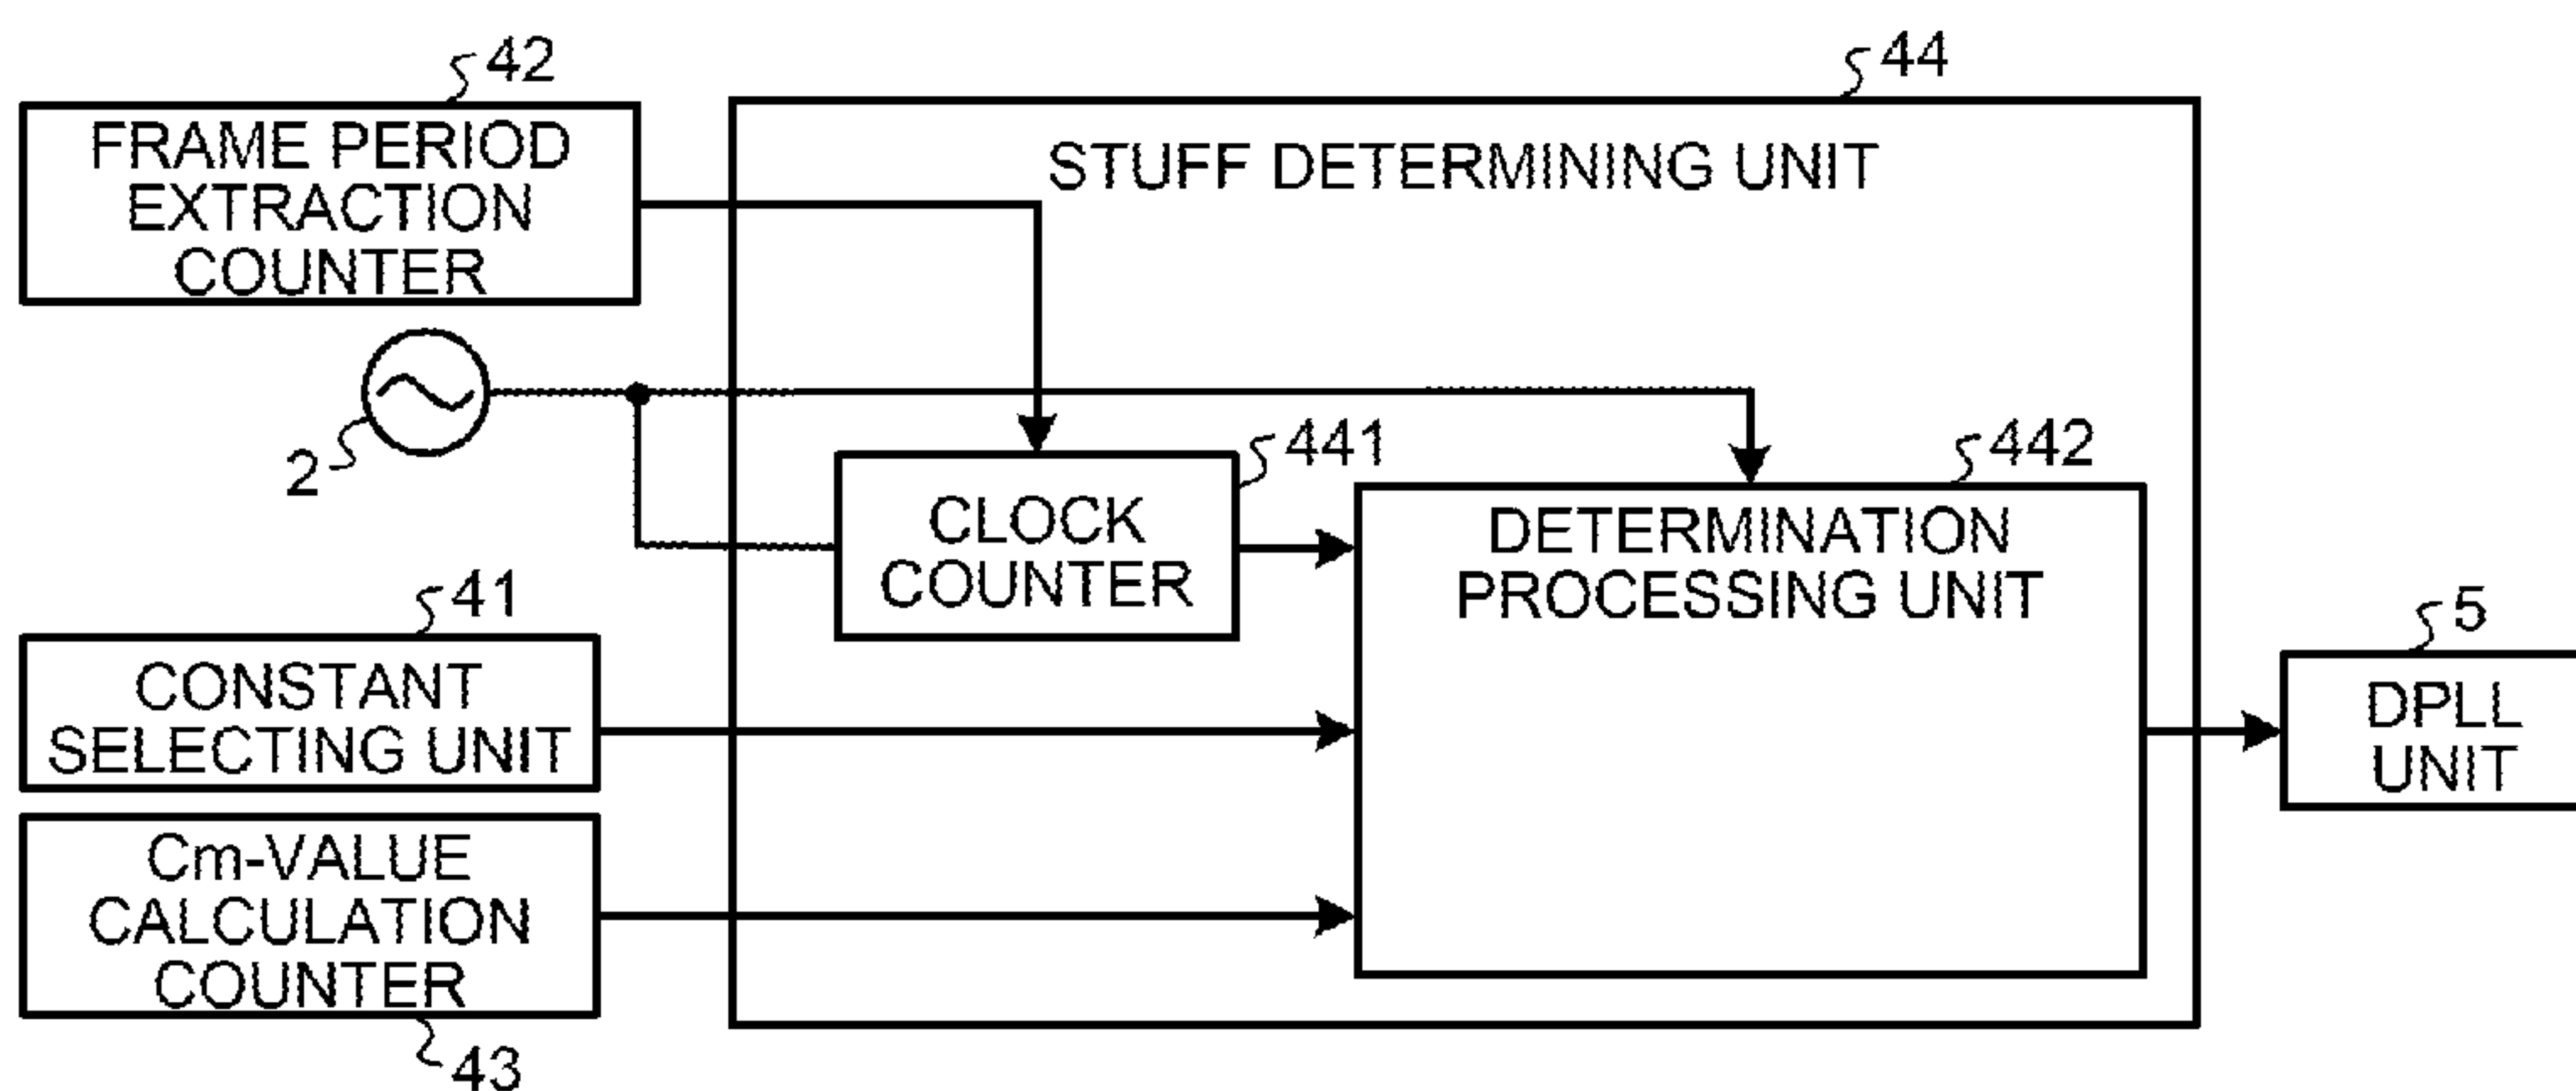 42
FRAME PERIOD
EXTRACTION
COUNTER
44
STUFF DETERMINING UNIT
2
441
CLOCK
COUNTER
442
DETERMINATION
PROCESSING UNIT
41
CONSTANT
SELECTING UNIT
5
DPLL
UNIT
Cm-VALUE
CALCULATION
COUNTER
43